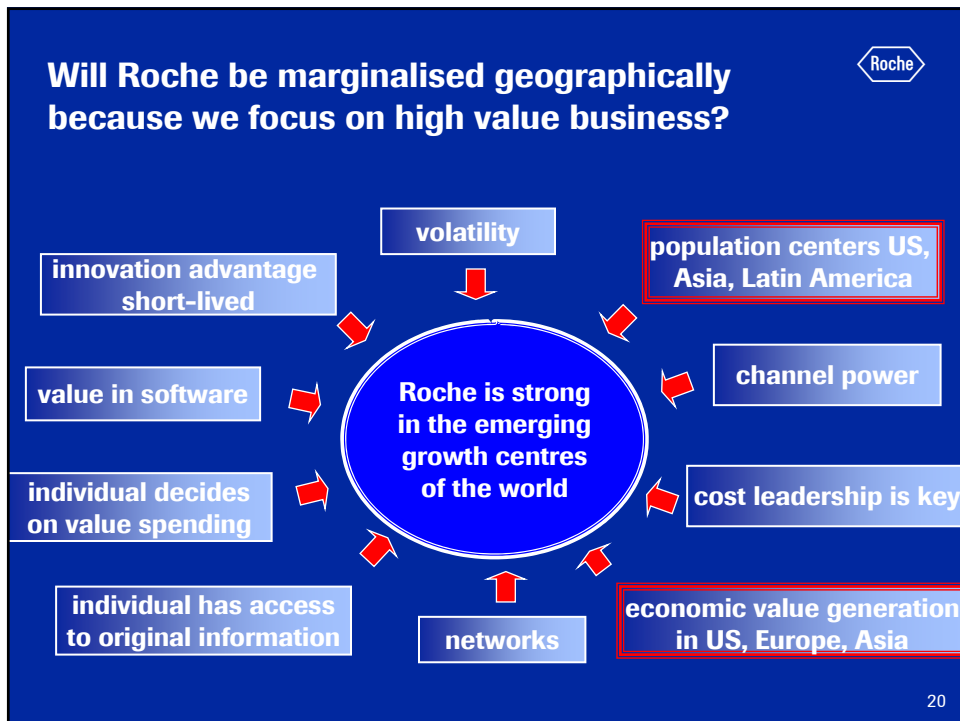 Will Roche be marginalised geographically
because we focus on high value business?
Roche
volatility
population centers US,
Asia, Latin America
innovation advantage
short-lived
channel power
value in software
Roche is strong
in the emerging
growth centres
of the world
individual decides
on value spending
cost leadership is key
individual has access
to original information
networks
economic value generation
in US, Europe, Asia
20